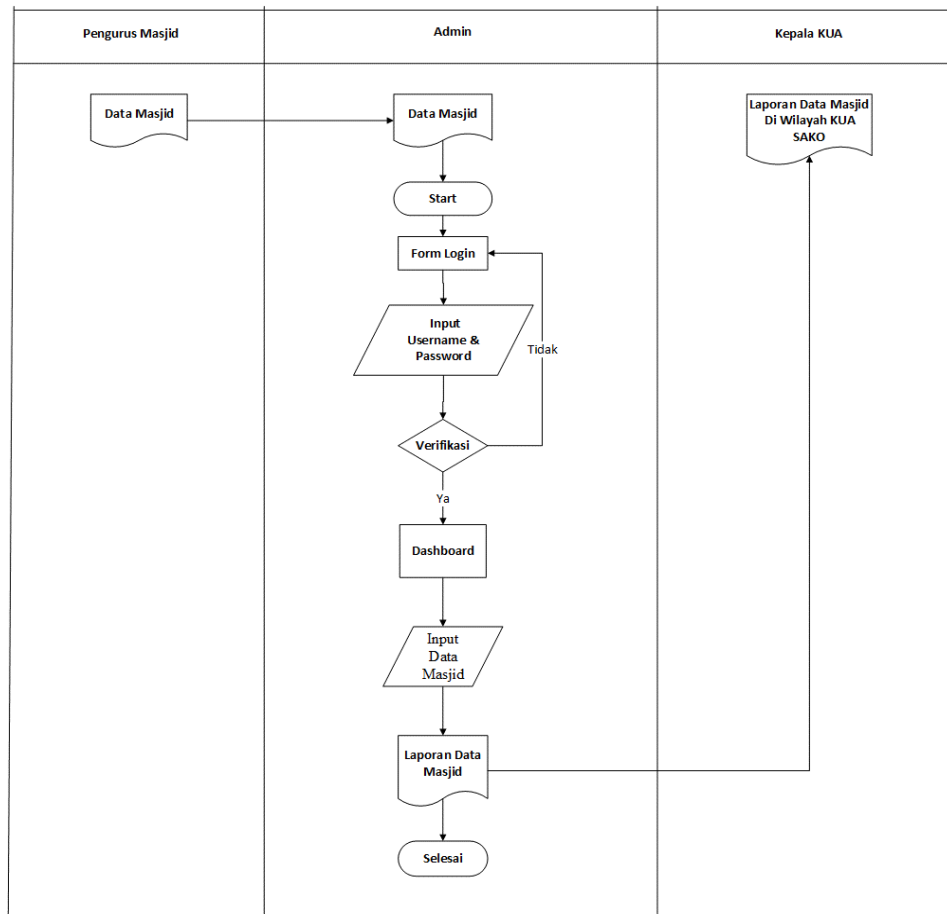 Pengurus Masjid
Admin
Kepala KUA
Data Masjid
Data Masjid
Laporan Data Masjid
Di Wilayah KUA
SAKO
Start
Form Login
Input
Username &
Password
Tidak
Verifikasi
Ya
Dashboard
Input
Data
Masjid
Laporan Data
Masjid
Selesai